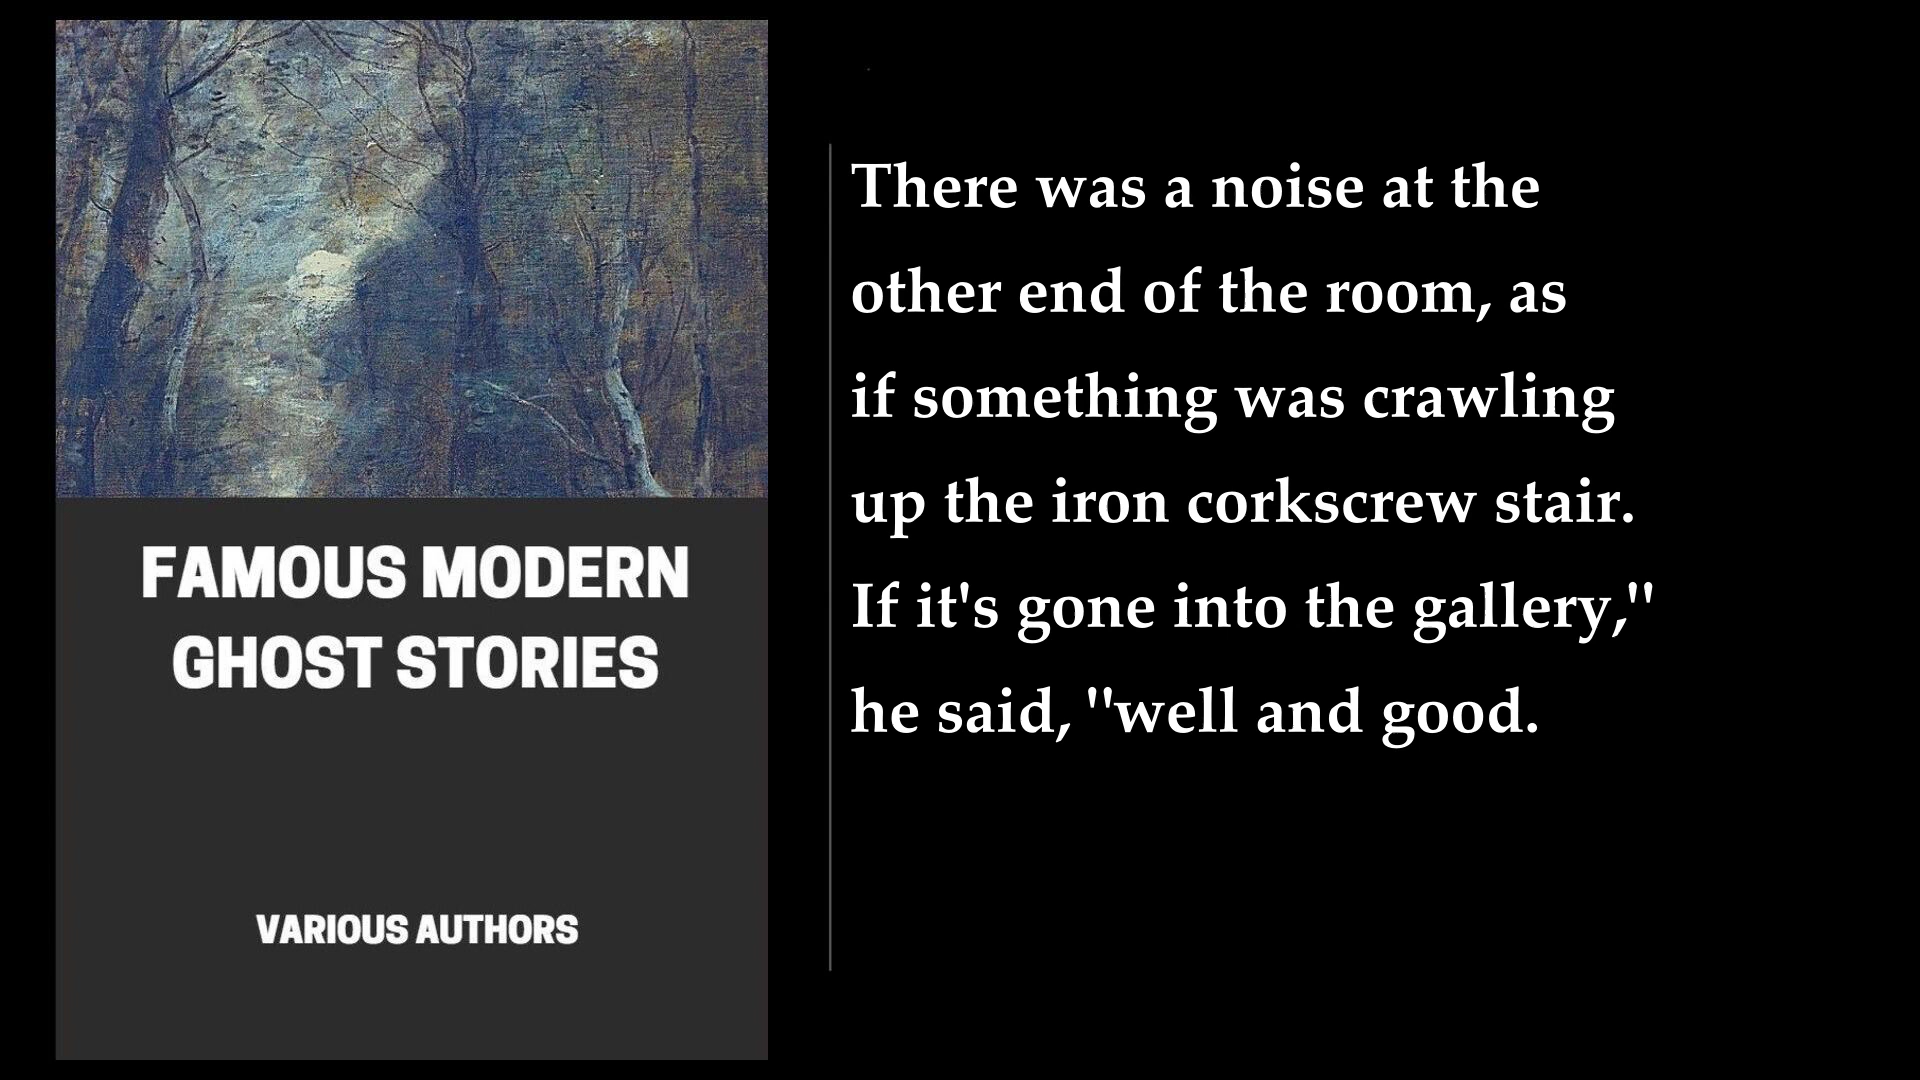 FAMOUS MODERN
GHOST STORIES
VARIOUS AUTHORS
There was a noise at the
other end of the room, as
if something was crawling
up the iron corkscrew stair.
If it's gone into the gallery,"
he said, "well and good.